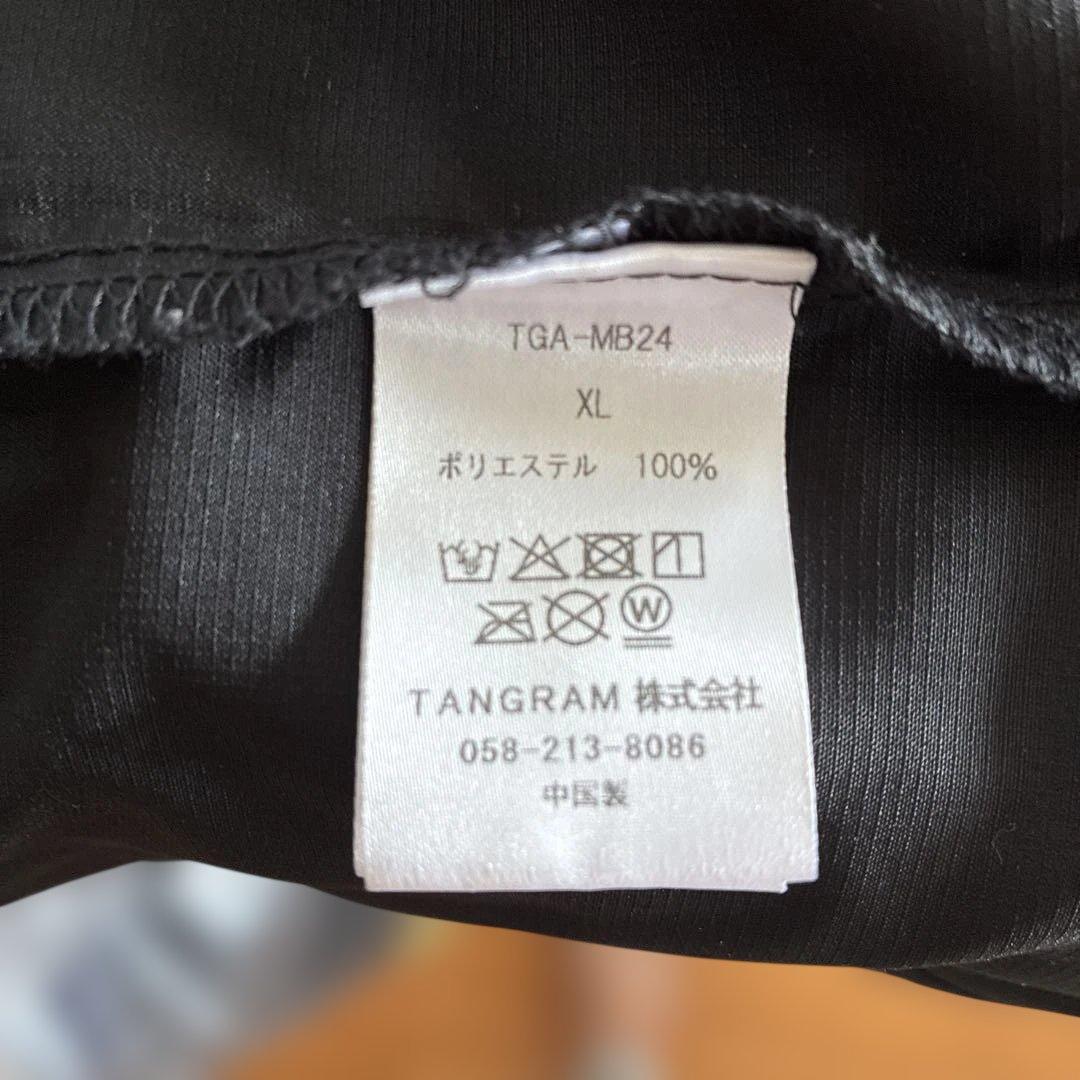 TGA-MB24
XL
ポリエステル 100%
W
TANGRAM 株式会社
058-213-8086
中国製